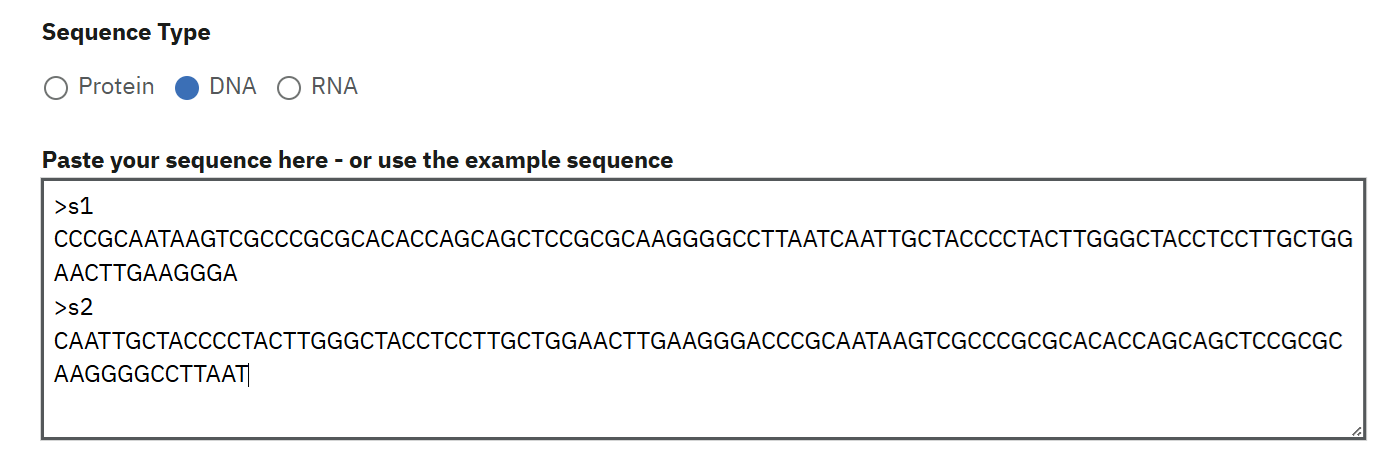 Sequence Type
Protein DNA RNA
Paste your sequence here - or use the example sequence
>s1
CCCGCAATAAGTCGCCCGCGCACACCAGCAGCTCCGCGCAAGGGGCCTTAATCAATTGCTACCCCTACTTGGGCTACCTCCTTGCTGG
AACTTGAAGGGA
>s2
CAATTGCTACCCCTACTTGGGCTACCTCCTTGCTGGAACTTGAAGGGACCCGCAATAAGTCGCCCGCGCACACCAGCAGCTCCGCGC
AAGGGGCCTTAAT